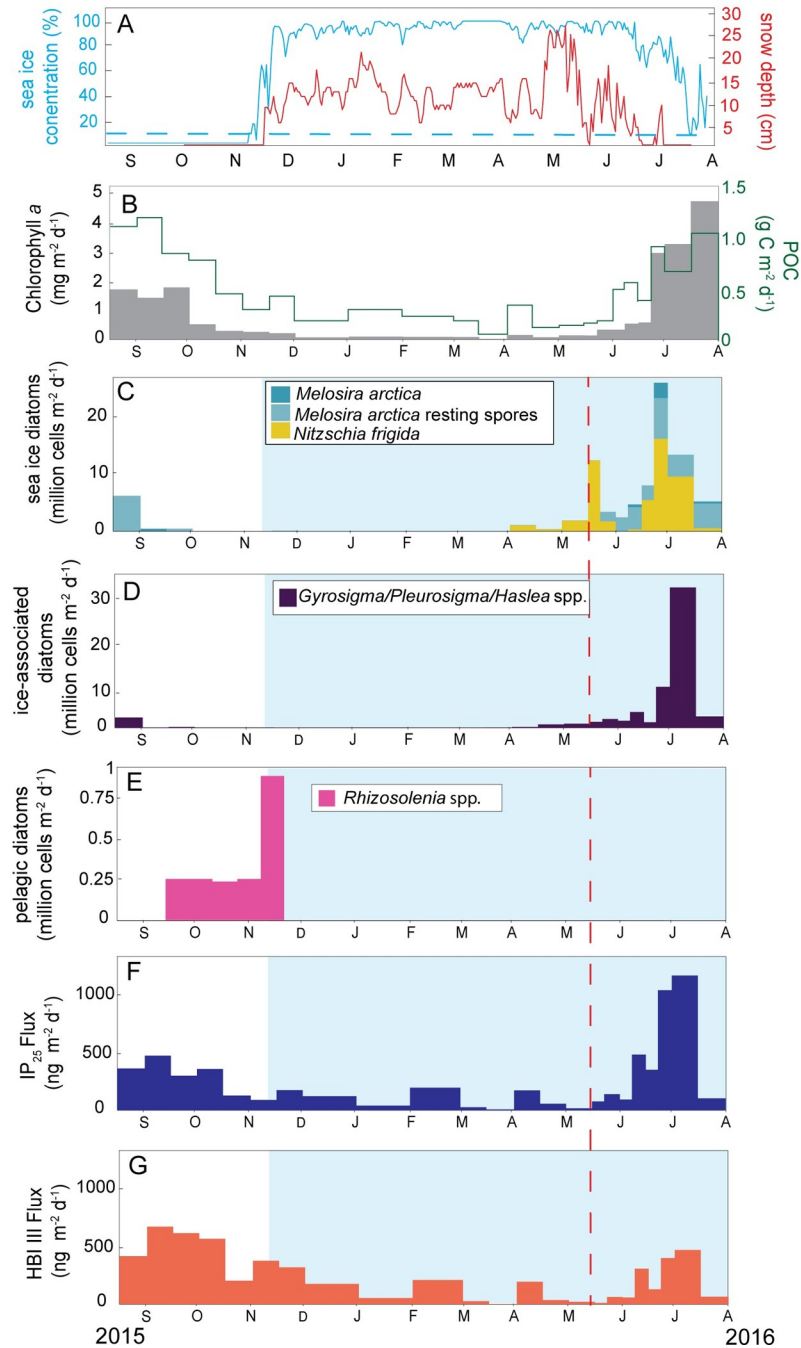 A
sea ice
conentration (%)
100
80
60
40
20
30
25
20
15
10
5
snow depth (cm)
S O N D J F M A M J J A
B
Chlorophyll a
(mg m-2 d-1)
5
4
3
2
1
0
1.5
1.0
0.5
0
POC
(g C m-2 d-1)
S O N D J F M A M J J A
C
sea ice diatoms
(million cells m-2 d-1)
20
10
0
Melosira arctica
Melosira arctica resting spores
Nitzschia frigida
S O N D J F M A M J J A
D
ice-associated
diatoms
(million cells m-2 d-1)
30
20
10
0
Gyrosigma/Pleurosigma/Haslea spp.
S O N D J F M A M J J A
E
pelagic diatoms
(million cells m-2 d-1)
1
0.75
0.5
0.25
0
Rhizosolenia spp.
S O N D J F M A M J J A
F
IP25 Flux
(ng m-2 d-1)
1000
500
0
S O N D J F M A M J J A
G
HBI III Flux
(ng m-2 d-1)
1000
500
0
S O N D J F M A M J J A
2015 2016